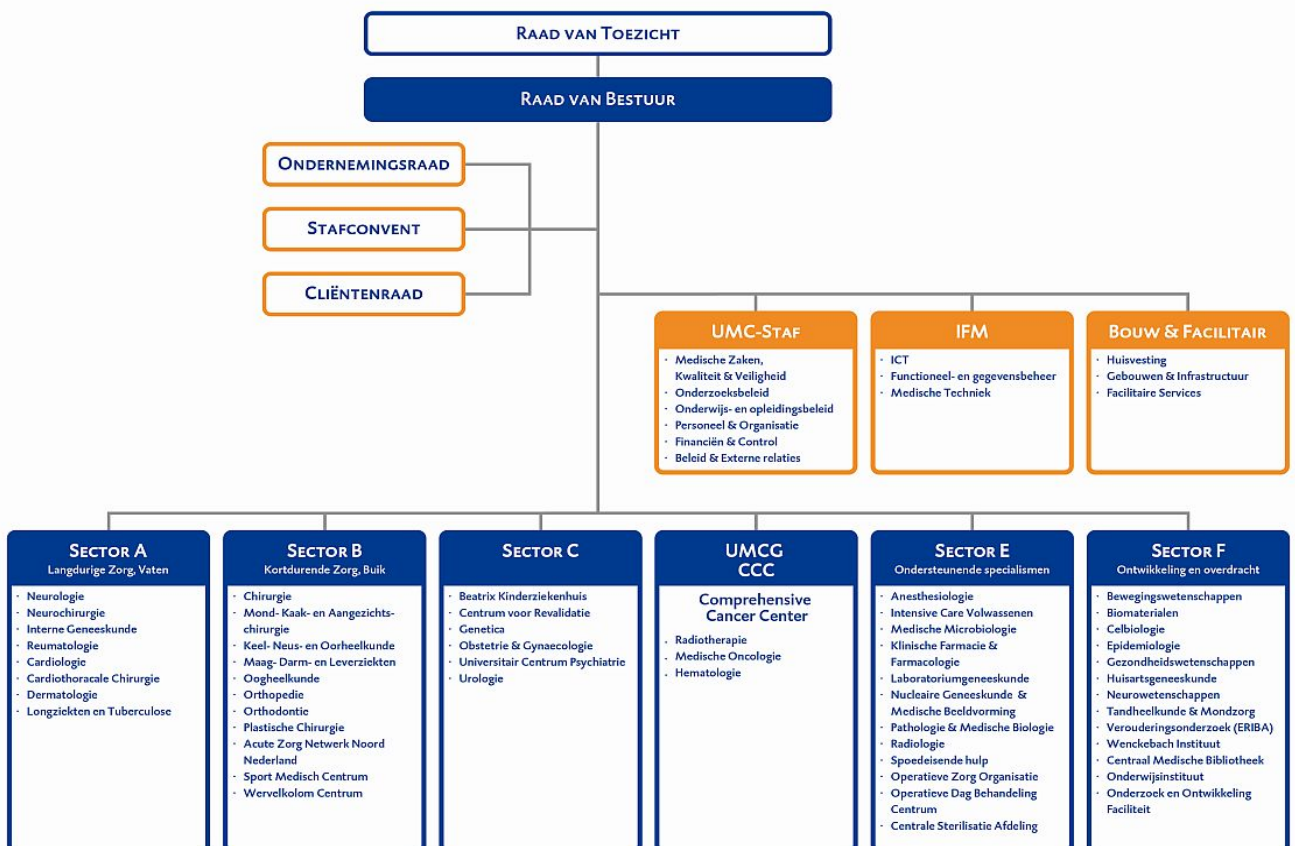 RAAD VAN TOEZICHT
RAAD VAN BESTUUR
ONDERNEMINGSRAAD
STAFCONVENT
CLIËNTENRAAD
UMC-STAF
· Medische Zaken,
Kwaliteit & Veiligheid
· Onderzoeksbeleid
· Onderwijs- en opleidingsbeleid
· Personeel & Organisatie
· Financiën & Control
· Beleid & Externe relaties
IFM
· ICT
· Functioneel- en gegevensbeheer
· Medische Techniek
BOUW & FACILITAIR
· Huisvesting
· Gebouwen & Infrastructuur
· Facilitaire Services
SECTOR A
Langdurige Zorg, Vaten
· Neurologie
· Neurochirurgie
· Interne Geneeskunde
· Reumatologie
· Cardiologie
· Cardiothoracale Chirurgie
· Dermatologie
· Longziekten en Tuberculose
SECTOR B
Kortdurende Zorg, Buik
· Chirurgie
· Mond- Kaak- en Aangezichts-
chirurgie
· Keel- Neus- en Oorheelkunde
· Maag- Darm- en Leverziekten
· Oogheelkunde
· Orthopedie
· Orthodontie
· Plastische Chirurgie
· Acute Zorg Netwerk Noord
Nederland
· Sport Medisch Centrum
· Wervelkolom Centrum
SECTOR C
· Beatrix Kinderziekenhuis
· Centrum voor Revalidatie
· Genetica
· Obstetrie & Gynaecologie
· Universitair Centrum Psychiatrie
· Urologie
UMCG
CCC
Comprehensive
Cancer Center
. Radiotherapie
. Medische Oncologie
. Hematologie
SECTOR E
Ondersteunende specialismen
· Anesthesiologie
· Intensive Care Volwassenen
· Medische Microbiologie
· Klinische Farmacie &
Farmacologie
· Laboratoriumgeneeskunde
· Nucleaire Geneeskunde &
Medische Beeldvorming
· Pathologie & Medische Biologie
· Radiologie
· Spoedeisende hulp
· Operatieve Zorg Organisatie
· Operatieve Dag Behandeling
Centrum
· Centrale Sterilisatie Afdeling
SECTOR F
Ontwikkeling en overdracht
· Bewegingswetenschappen
· Biomaterialen
· Celbiologie
· Epidemiologie
· Gezondheidswetenschappen
· Huisartsgeneeskunde
· Neurowetenschappen
· Tandheelkunde & Mondzorg
· Verouderingsonderzoek (ERIBA)
· Wenckebach Instituut
· Centraal Medische Bibliotheek
· Onderwijsinstituut
· Onderzoek en Ontwikkeling
Faciliteit